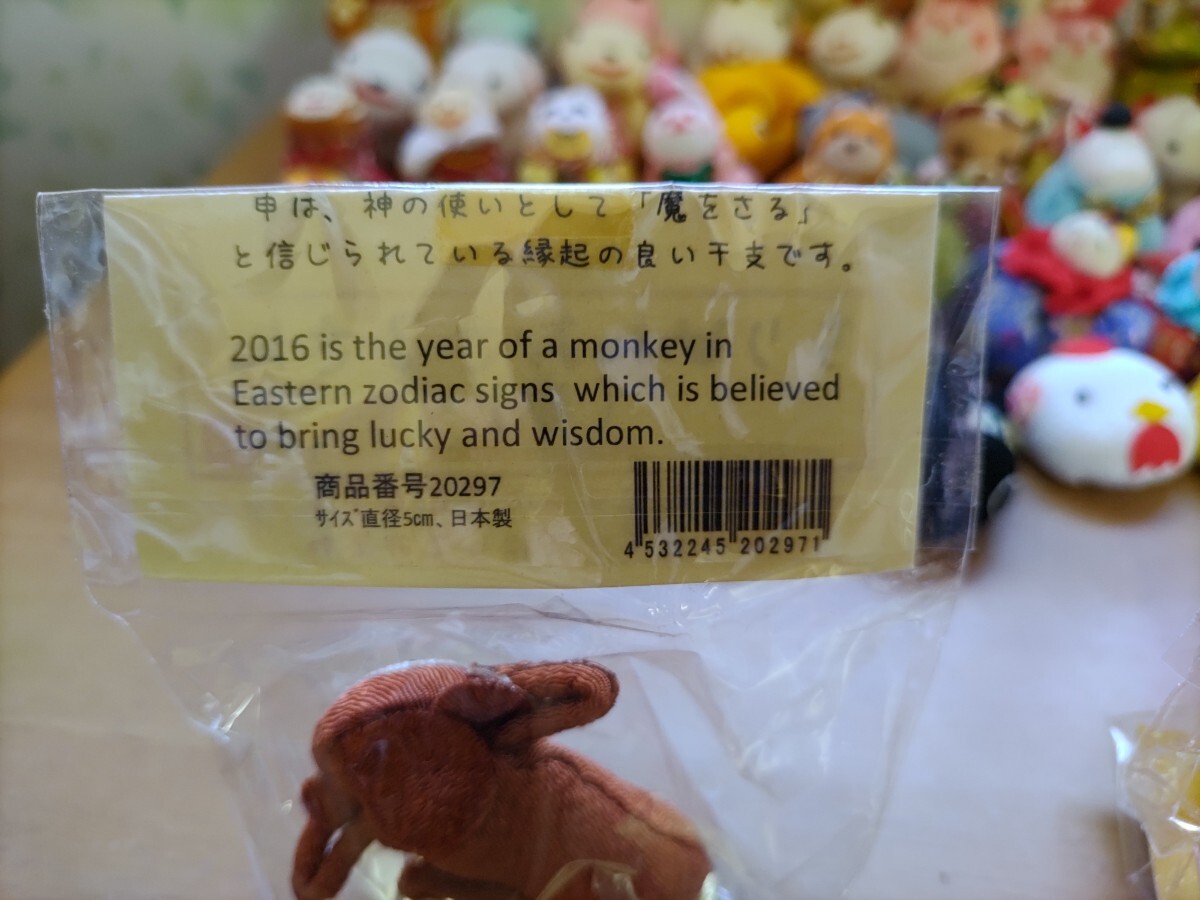 申は、神の使いとして「魔をさる」
と信じられている縁起の良い干支です。
2016 is the year of a monkey in
Eastern zodiac signs which is believed
to bring lucky and wisdom.
商品番号20297
ｻｲｽﾞ直径5㎝、日本製
4 532245 202971